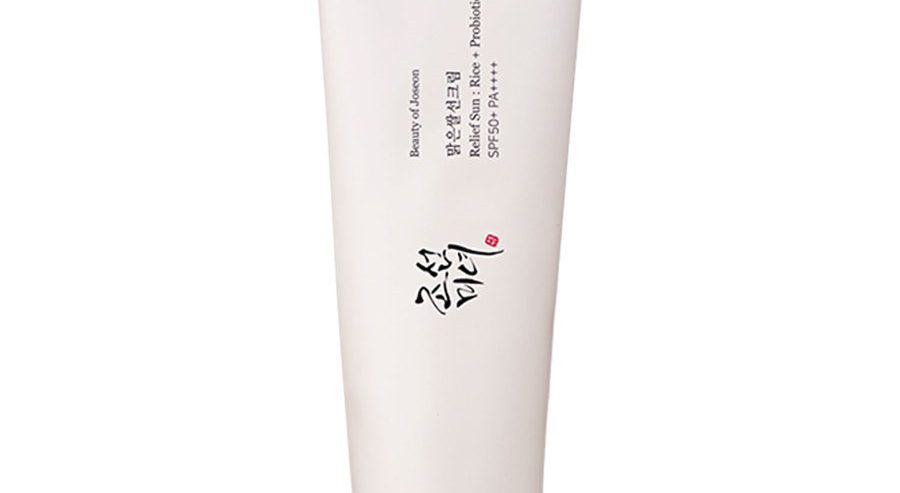 Beauty of Joseon
맑은쌀선크림
Relief Sun : Rice + Probiotic
SPF50+ PA++++
조선
미녀